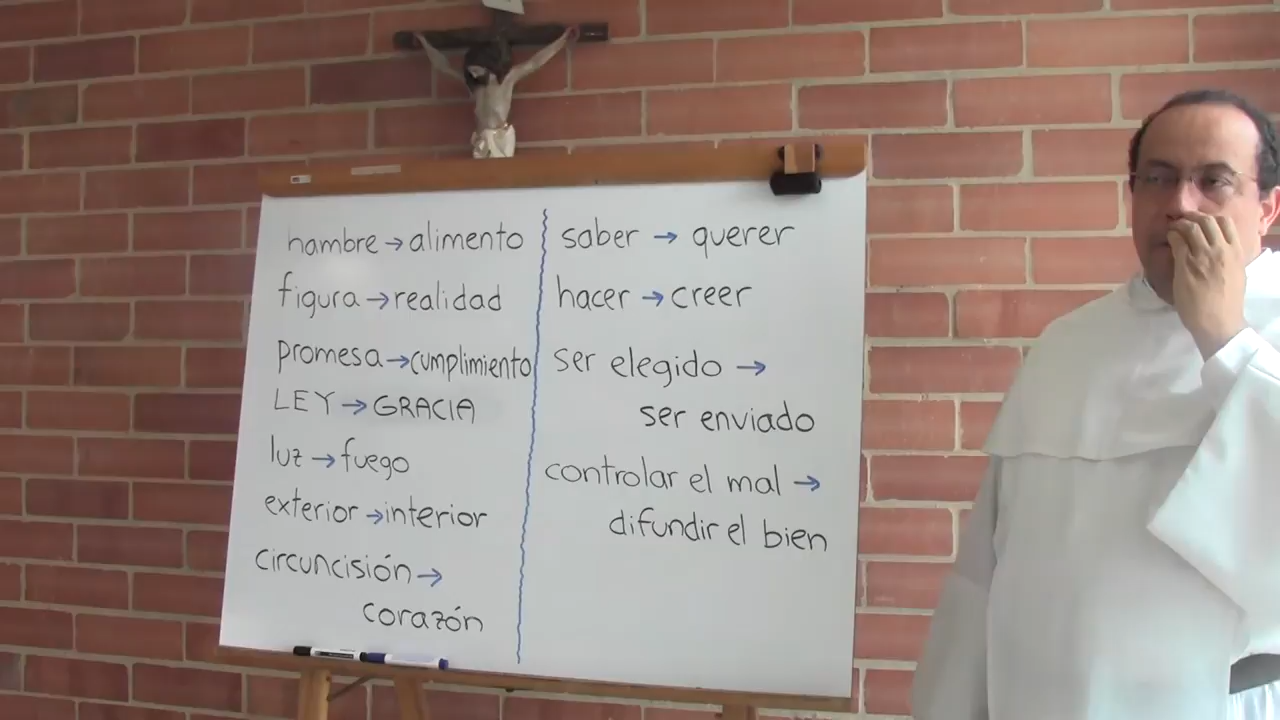 hambre → alimento
figura → realidad
promesa → cumplimiento
LEY → GRACIA
luz → fuego
exterior → interior
circuncisión →
corazón
saber → querer
hacer → creer
ser elegido →
ser enviado
controlar el mal →
difundir el bien